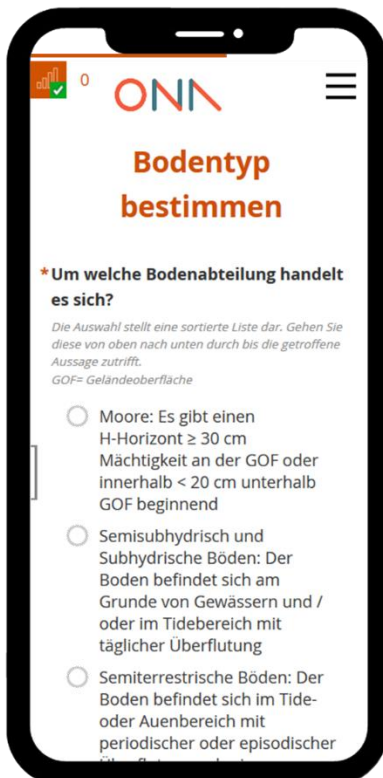 0
ONA
Bodentyp
bestimmen
*Um welche Bodenabteilung handelt
es sich?
Die Auswahl stellt eine sortierte Liste dar. Gehen Sie
diese von oben nach unten durch bis die getroffene
Aussage zutrifft.
GOF= Geländeoberfläche
Moore: Es gibt einen
H-Horizont ≥ 30 cm
Mächtigkeit an der GOF oder
innerhalb < 20 cm unterhalb
GOF beginnend
Semisubhydrisch und
Subhydrische Böden: Der
Boden befindet sich am
Grunde von Gewässern und /
oder im Tidebereich mit
täglicher Überflutung
Semiterrestrische Böden: Der
Boden befindet sich im Tide-
oder Auenbereich mit
periodischer oder episodischer